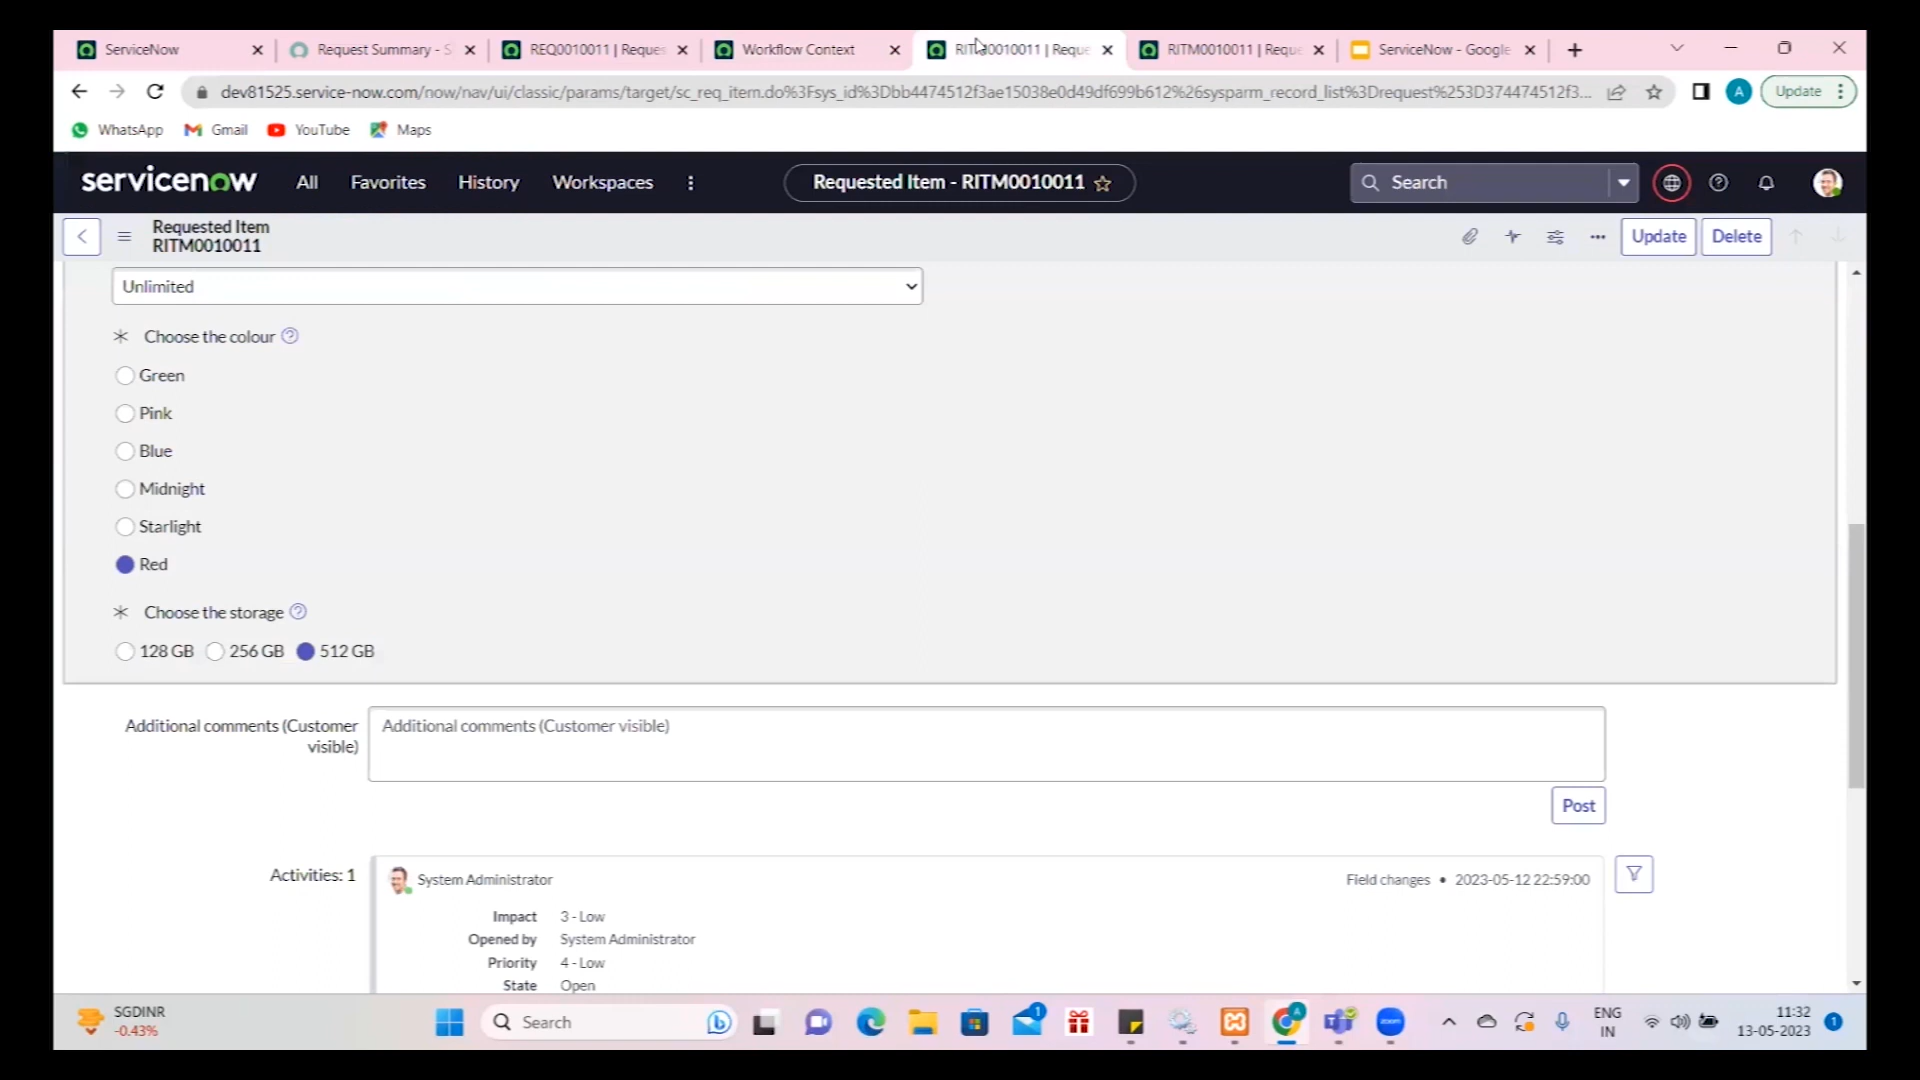 ServiceNow
Request Summary - S
REQ0010011 | Reques
Workflow Context
RITM0010011 | Reque
RITM0010011 | Reque
ServiceNow - Google
dev81525.service-now.com/now/nav/ui/classic/params/target/sc_req_item.do%3Fsys_id%3Dbb4474512f3ae15038e0d49df699b612%26sysparm_record_list%3Drequest%253D374474512f3...
A
Update
WhatsApp
Gmail
YouTube
Maps
servicenow
All
Favorites
History
Workspaces
Requested Item - RITM0010011
Search
Requested Item
RITM0010011
Update
Delete
Unlimited
Choose the colour
Green
Pink
Blue
Midnight
Starlight
Red
Choose the storage
128 GB 256 GB 512 GB
Additional comments (Customer
visible)
Additional comments (Customer visible)
Post
Activities: 1
System Administrator
Field changes • 2023-05-12 22:59:00
Impact 3 - Low
Opened by System Administrator
Priority 4 - Low
State Open
SGDINR
-0.43%
Search
1
A
zoom
ENG
IN
11:32
13-05-2023
1